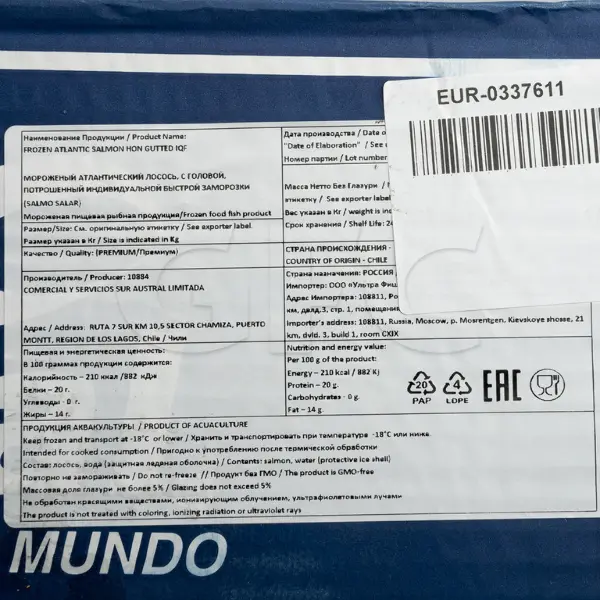 EUR-0337611
Наименование Продукции / Product Name:
FROZEN ATLANTIC SALMON HON GUTTED IQF
МОРОЖЕНЫЙ АТЛАНТИЧЕСКИЙ ЛОСОСЬ, С ГОЛОВОЙ,
ПОТРОШЕННЫЙ ИНДИВИДУАЛЬНОЙ БЫСТРОЙ ЗАМОРОЗКИ
(SALMO SALAR)
Мороженая пищевая рыбная продукция/Frozen food fish product
Размер/Size: См. оригинальную этикетку / See exporter label.
Размер указан в Кг / Size is indicated in Kg
Качество / Quality: (PREMIUM/Премиум)
Производитель / Producer: 10884
COMERCIAL Y SERVICIOS SUR AUSTRAL LIMITADA
Адрес / Address: RUTA 7 SUR KM 10,5 SECTOR CHAMIZA, PUERTO
MONTT, REGION DE LOS LAGOS, Chile / Чили
Пищевая и энергетическая ценность:
В 100 граммах продукции содержится:
Калорийность – 210 ккал /882 кДж
Белки – 20 г.
Углеводы - 0 г.
Жиры – 14 г.
Дата производства / Date o
"Date of Elaboration" / See
Номер партии / Lot number
Масса Нетто Без Глазури /
этикетку / See exporter label
Вес указан в Кг / weight is in
Срок хранения / Shelf Life: 24
СТРАНА ПРОИСХОЖДЕНИЯ -
COUNTRY OF ORIGIN - CHILE
Страна назначения: РОССИЯ
Импортер: ООО «Ультра Фиш
Адрес Импортера: 108811, Ро
км, двлд.3, стр. 1, помещени
Importer's address: 108811, Russia, Moscow, p. Mosrentgen, Kievskoye shosse, 21
km, dvld. 3, build 1, room CXIX
Nutrition and energy value:
Per 100 g of the product:
Energy – 210 kcal / 882 KJ
Protein - 20 g.
Carbohydrates - 0 g.
Fat – 14 g.
20
PAP
4
LDPE
EAC
ПРОДУКЦИЯ АКВАКУЛЬТУРЫ / PRODUCT OF ACUACULTURE
Keep frozen and transport at -18°C or lower / Хранить и транспортировать при температуре -18°C или ниже.
Intended for cooked consumption / Пригодно к употреблению после термической обработки
Состав: лосось, вода (защитная ледяная оболочка) / Contents: salmon, water (protective ice shell)
Повторно не замораживать / Do not re-freeze // Продукт без ГМО / The product is GMO-free
Массовая доля глазури не более 5% / Glazing does not exceed 5%
Не обработан красящими веществами, ионизирующим облучением, ультрафиолетовыми лучами
The product is not treated with coloring, ionizing radiation or ultraviolet rays
MUNDO